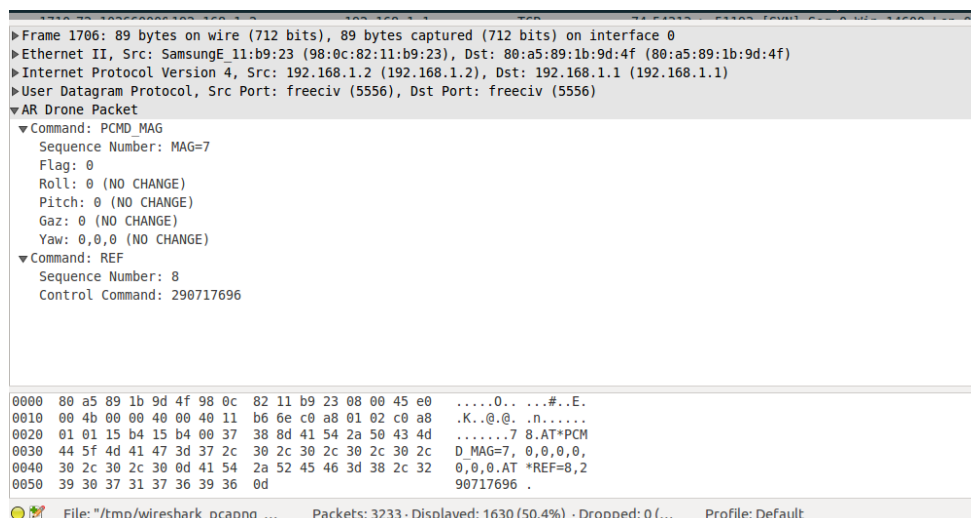 Frame 1706: 89 bytes on wire (712 bits), 89 bytes captured (712 bits) on interface 0
Ethernet II, Src: SamsungE_11:b9:23 (98:0c:82:11:b9:23), Dst: 80:a5:89:1b:9d:4f (80:a5:89:1b:9d:4f)
Internet Protocol Version 4, Src: 192.168.1.2 (192.168.1.2), Dst: 192.168.1.1 (192.168.1.1)
User Datagram Protocol, Src Port: freeciv (5556), Dst Port: freeciv (5556)
AR Drone Packet
Command: PCMD_MAG
Sequence Number: MAG=7
Flag: 0
Roll: 0 (NO CHANGE)
Pitch: 0 (NO CHANGE)
Gaz: 0 (NO CHANGE)
Yaw: 0,0,0 (NO CHANGE)
Command: REF
Sequence Number: 8
Control Command: 290717696
0000 80 a5 89 1b 9d 4f 98 0c 82 11 b9 23 08 00 45 e0 .....O.. ...#..E.
0010 00 4b 00 00 40 00 40 11 b6 6e c0 a8 01 02 c0 a8 .K..@.@. .n......
0020 01 01 15 b4 15 b4 00 37 38 8d 41 54 2a 50 43 4d .......7 8.AT*PCM
0030 44 5f 4d 41 47 3d 37 2c 30 2c 30 2c 30 2c 30 2c D_MAG=7, 0,0,0,0,
0040 30 2c 30 2c 30 0d 41 54 2a 52 45 46 3d 38 2c 32 0,0,0.AT *REF=8,2
0050 39 30 37 31 37 36 39 36 0d 90717696 .
File: "/tmp/wireshark_pcapng_... Packets: 3233 · Displayed: 1630 (50.4%) · Dropped: 0 (... Profile: Default